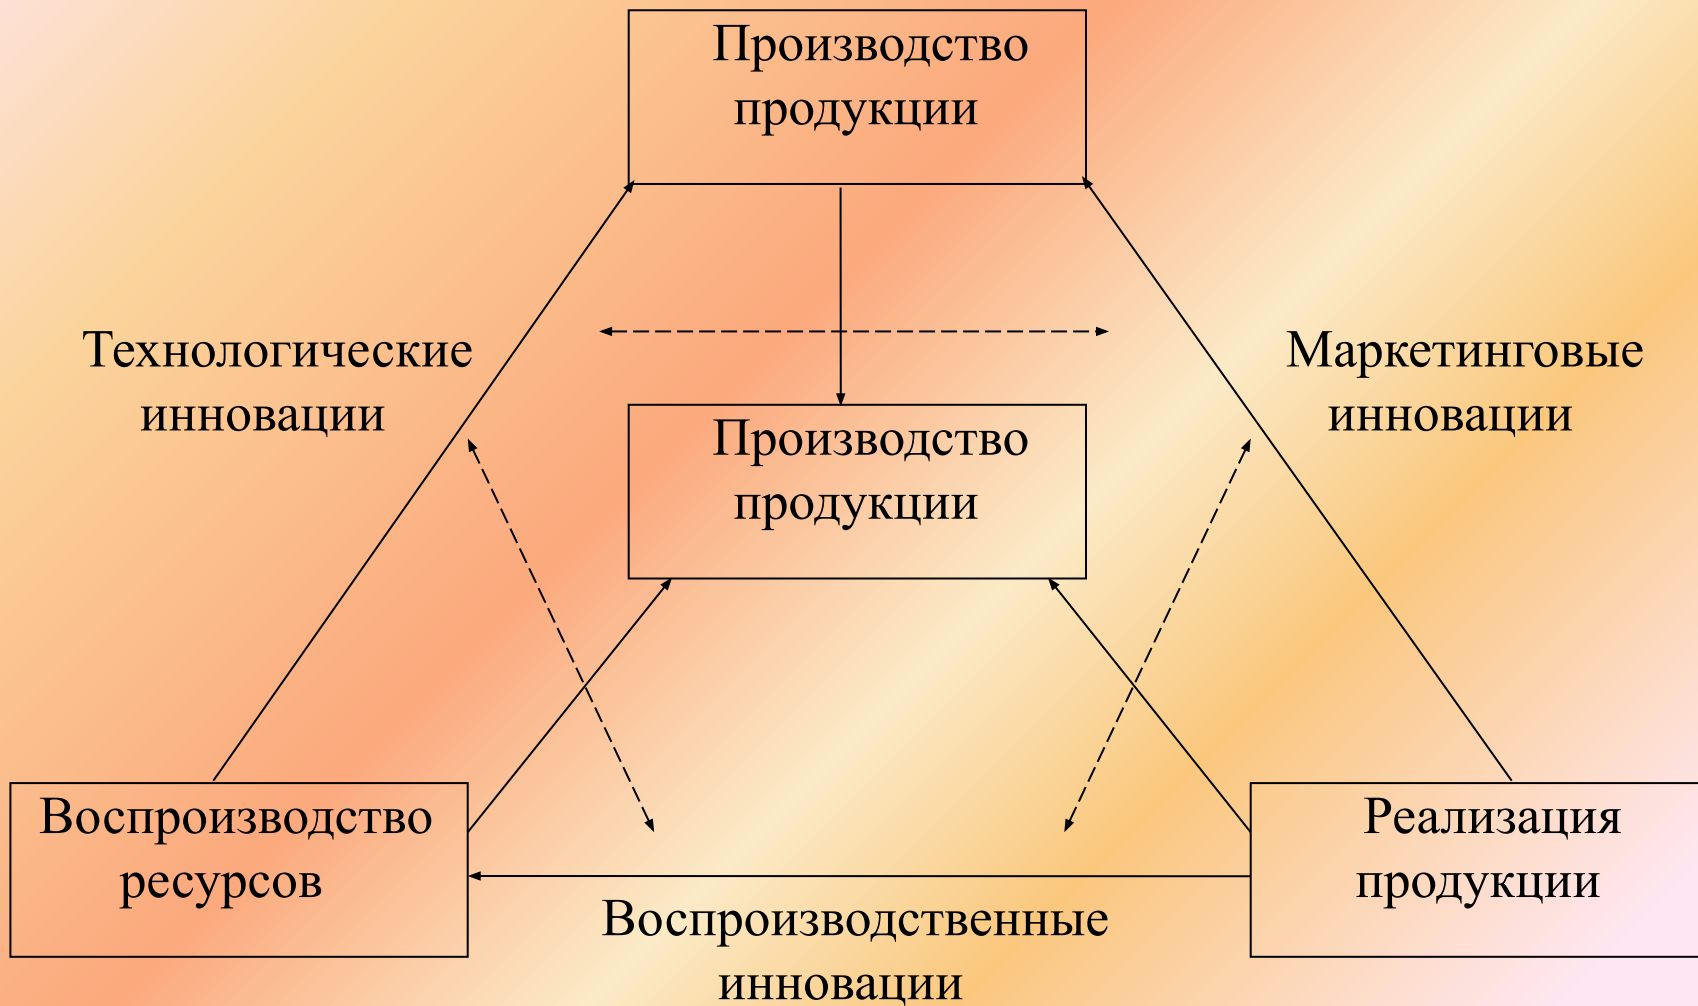 Производство
продукции
Технологические
инновации
Маркетинговые
инновации
Производство
продукции
Воспроизводство
ресурсов
Реализация
продукции
Воспроизводственные
инновации